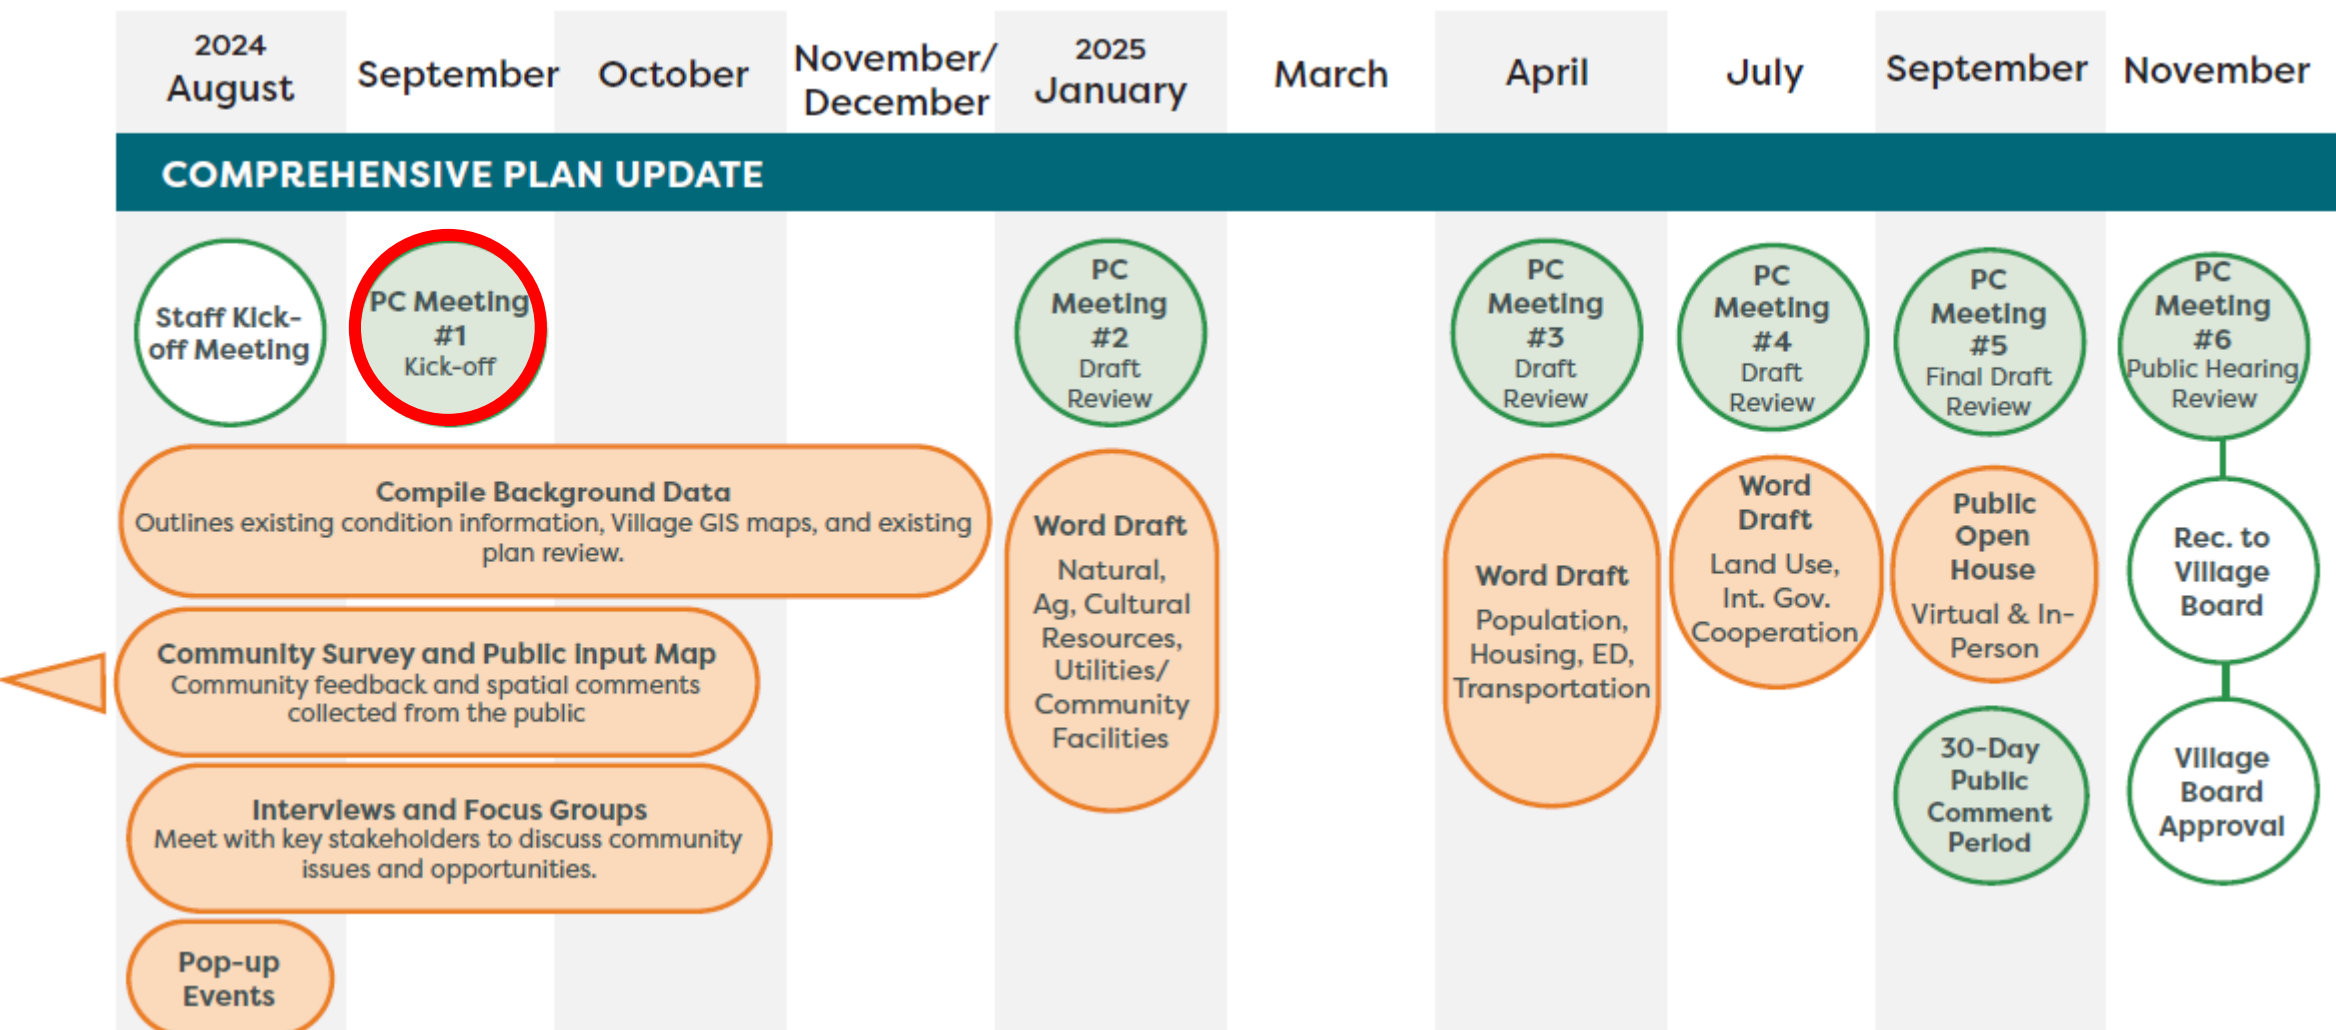 2024
August
September
October
November/
December
2025
January
March
April
July
September
November
COMPREHENSIVE PLAN UPDATE
Staff Kick-
off Meeting
PC Meeting
#1
Kick-off
PC
Meeting
#2
Draft
Review
PC
Meeting
#3
Draft
Review
PC
Meeting
#4
Draft
Review
PC
Meeting
#5
Final Draft
Review
PC
Meeting
#6
Public Hearing
Review
Compile Background Data
Outlines existing condition information, Village GIS maps, and existing
plan review.
Community Survey and Public Input Map
Community feedback and spatial comments
collected from the public
Interviews and Focus Groups
Meet with key stakeholders to discuss community
issues and opportunities.
Pop-up
Events
Word Draft
Natural,
Ag, Cultural
Resources,
Utilities/
Community
Facilities
Word Draft
Population,
Housing, ED,
Transportation
Word
Draft
Land Use,
Int. Gov.
Cooperation
Public
Open
House
Virtual & In-
Person
30-Day
Public
Comment
Period
Rec. to
Village
Board
Village
Board
Approval